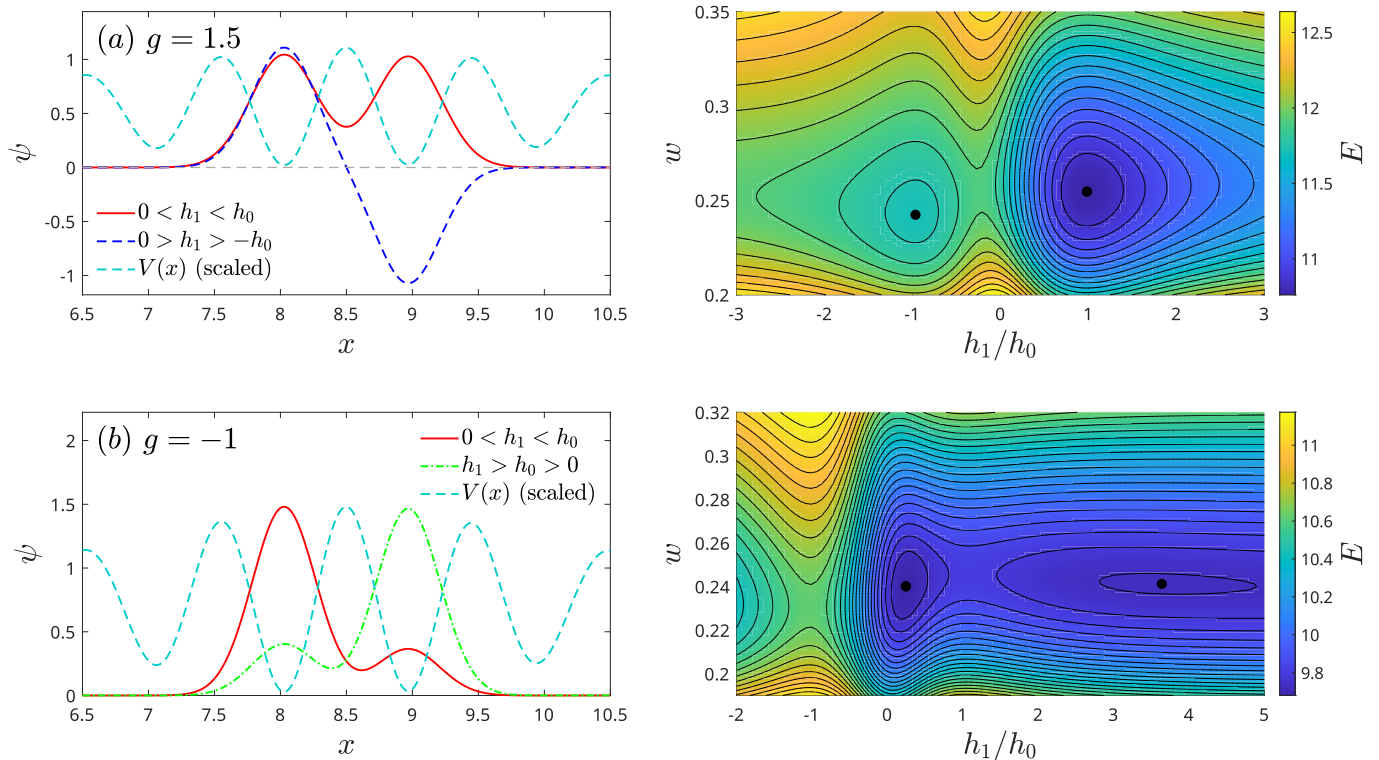 (a) g = 1.5
ψ
1
0.5
0
-0.5
-1
0 < h₁ < h₀
0 > h₁ > −h₀
V(x) (scaled)
6.5 7 7.5 8 8.5 9 9.5 10 10.5
x
w
0.35
0.3
0.25
0.2
-3 -2 -1 0 1 2 3
h₁/h₀
12.5
12
11.5
11
E
(b) g = −1
ψ
2
1.5
1
0.5
0
0 < h₁ < h₀
h₁ > h₀ > 0
V(x) (scaled)
6.5 7 7.5 8 8.5 9 9.5 10 10.5
x
w
0.32
0.3
0.28
0.26
0.24
0.22
0.2
-2 -1 0 1 2 3 4 5
h₁/h₀
11
10.8
10.6
10.4
10.2
10
9.8
E